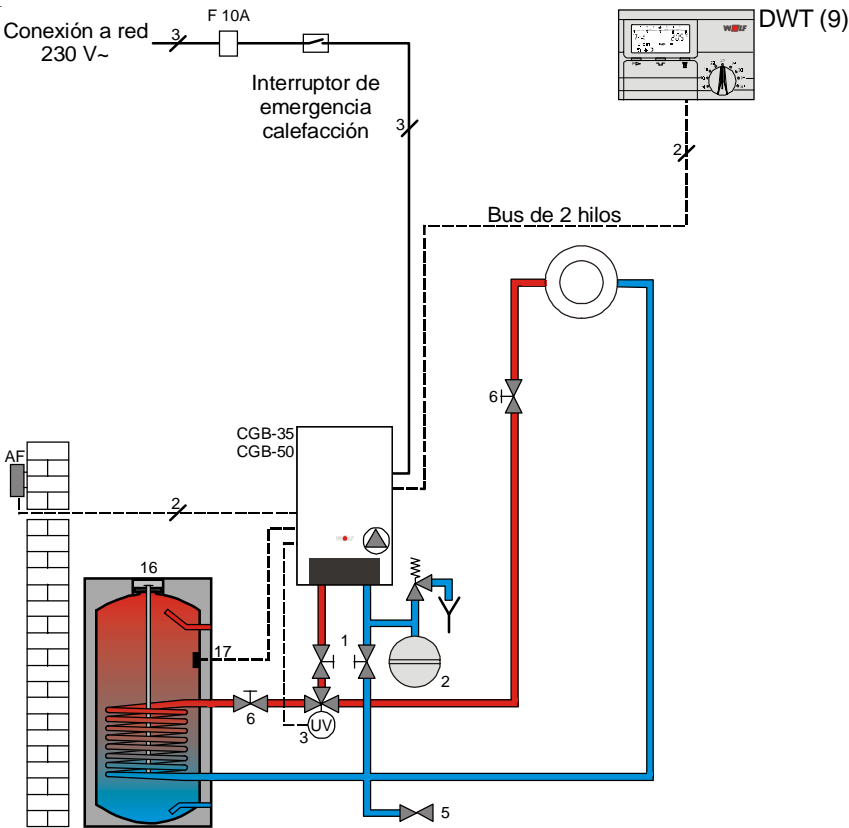 F 10A
Conexión a red
230 V~
3
WOLF
DWT (9)
Interruptor de
emergencia
calefacción
3
2
Bus de 2 hilos
6
CGB-35
CGB-50
AF
2
16
1
17
2
6
3
UV
5